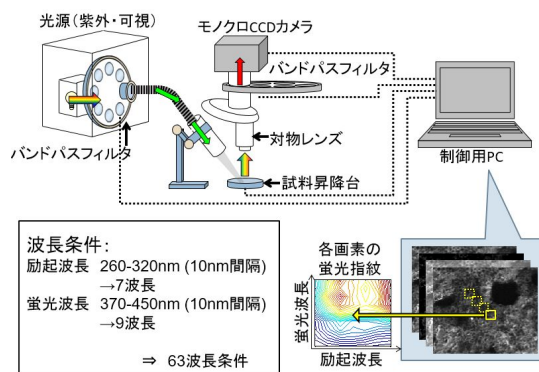 光源(紫外・可視)
モノクロCCDカメラ
バンドパスフィルタ
対物レンズ
バンドパスフィルタ
試料昇降台
制御用PC
波長条件:
励起波長 260-320nm (10nm間隔)
→7波長
蛍光波長 370-450nm (10nm間隔)
→9波長
⇒ 63波長条件
各画素の
蛍光指紋
蛍光波長
励起波長